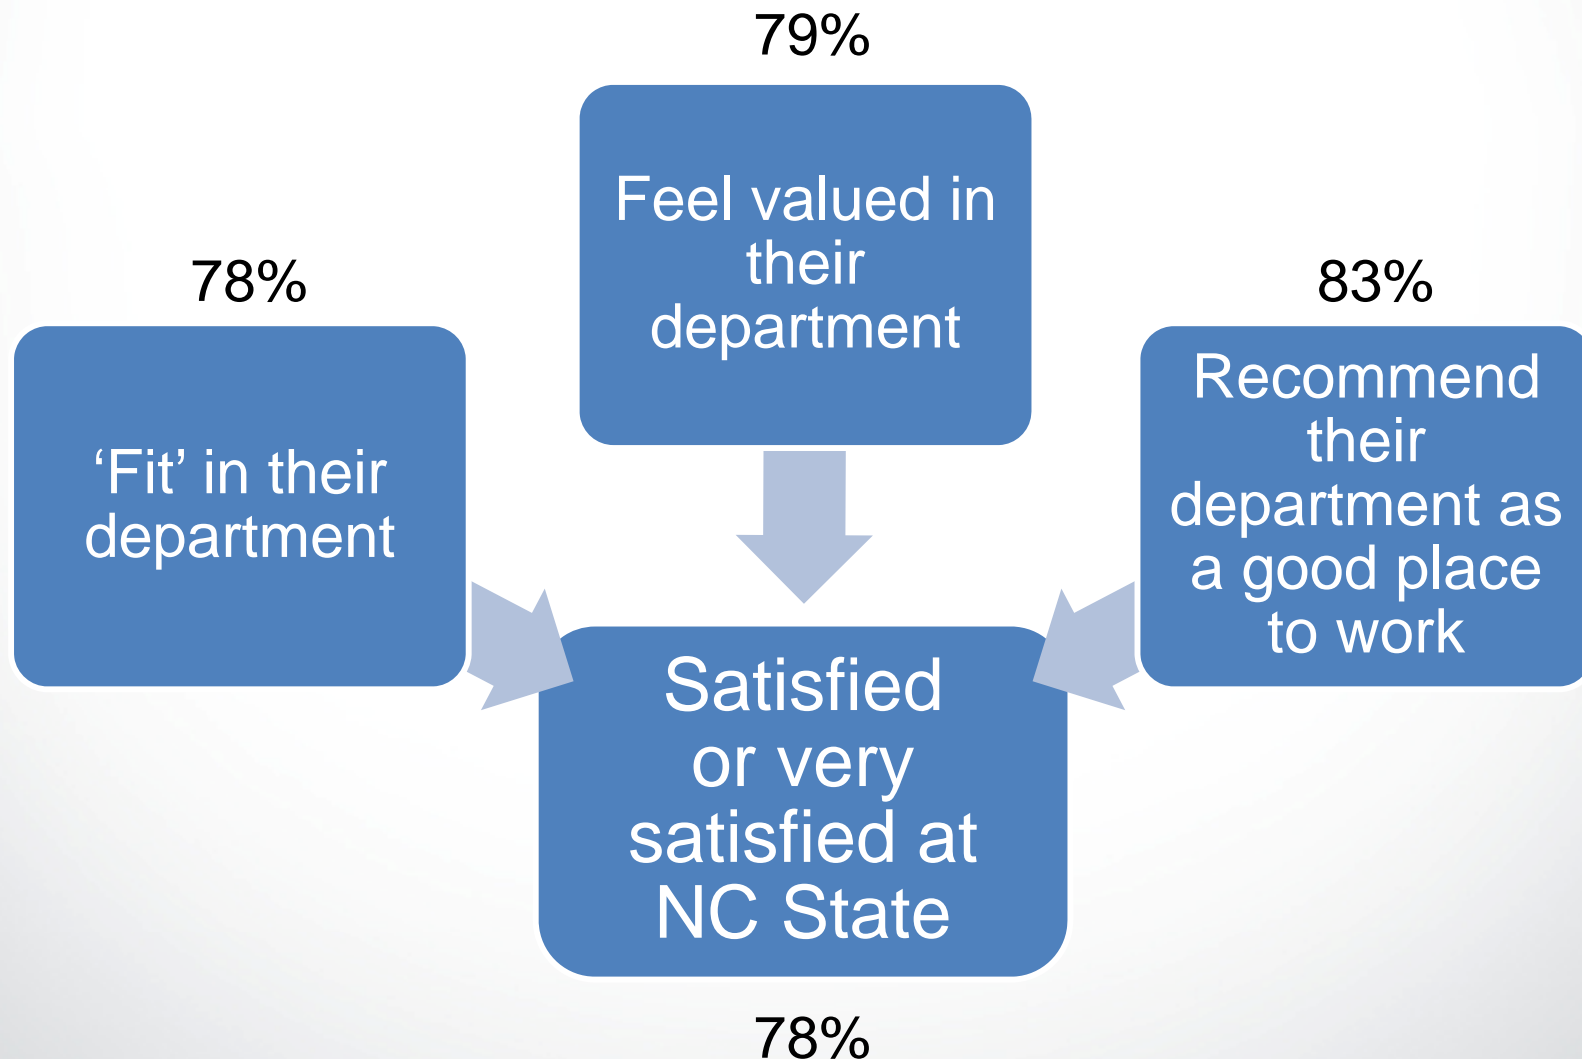 79%
Feel valued in
their
department
78%
‘Fit’ in their
department
83%
Recommend
their
department as
a good place
to work
Satisfied
or very
satisfied at
NC State
78%